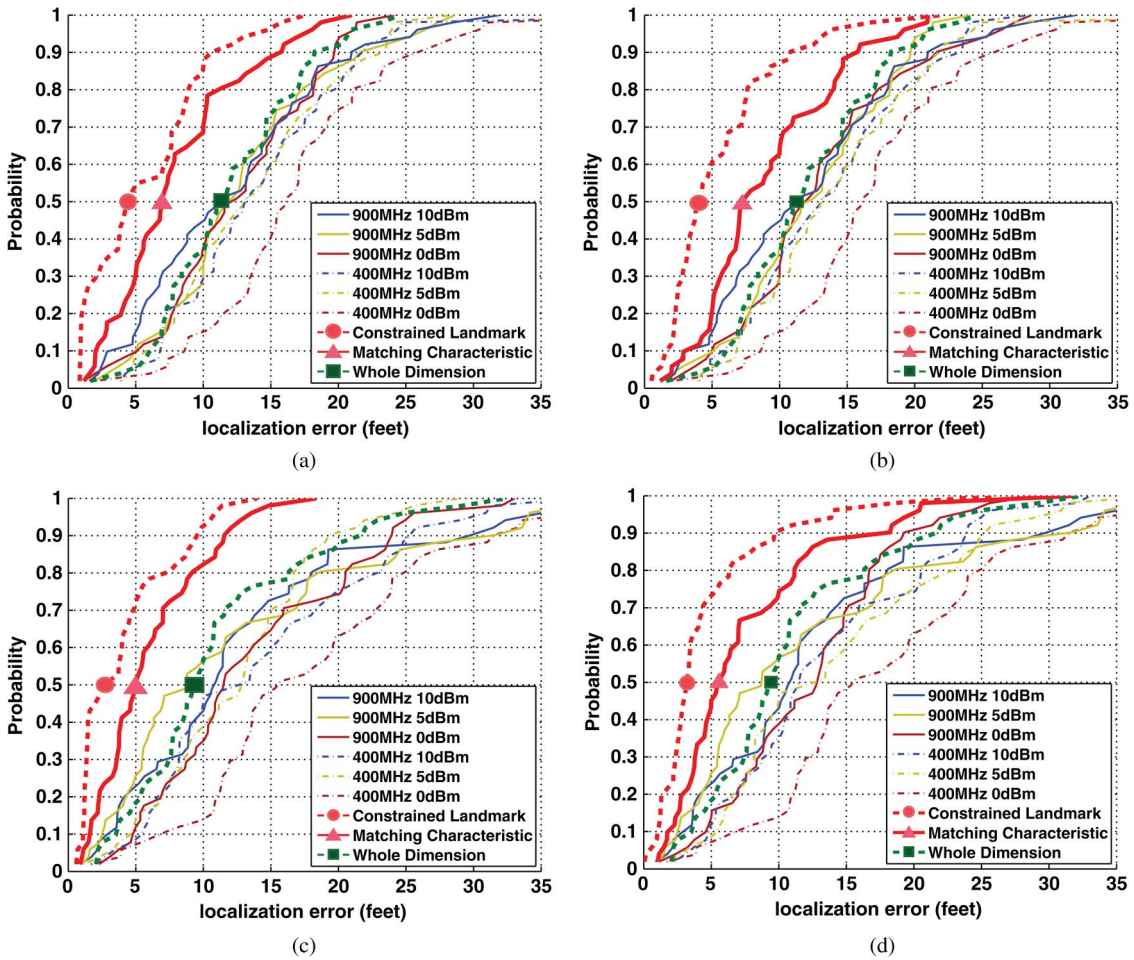 1
0.9
0.8
0.7
0.6
0.5
0.4
0.3
0.2
0.1
0
Probability
900MHz 10dBm
900MHz 5dBm
900MHz 0dBm
400MHz 10dBm
400MHz 5dBm
400MHz 0dBm
Constrained Landmark
Matching Characteristic
Whole Dimension
0 5 10 15 20 25 30 35
localization error (feet)
(a)
1
0.9
0.8
0.7
0.6
0.5
0.4
0.3
0.2
0.1
0
Probability
900MHz 10dBm
900MHz 5dBm
900MHz 0dBm
400MHz 10dBm
400MHz 5dBm
400MHz 0dBm
Constrained Landmark
Matching Characteristic
Whole Dimension
0 5 10 15 20 25 30 35
localization error (feet)
(b)
1
0.9
0.8
0.7
0.6
0.5
0.4
0.3
0.2
0.1
0
Probability
900MHz 10dBm
900MHz 5dBm
900MHz 0dBm
400MHz 10dBm
400MHz 5dBm
400MHz 0dBm
Constrained Landmark
Matching Characteristic
Whole Dimension
0 5 10 15 20 25 30 35
localization error (feet)
(c)
1
0.9
0.8
0.7
0.6
0.5
0.4
0.3
0.2
0.1
0
Probability
900MHz 10dBm
900MHz 5dBm
900MHz 0dBm
400MHz 10dBm
400MHz 5dBm
400MHz 0dBm
Constrained Landmark
Matching Characteristic
Whole Dimension
0 5 10 15 20 25 30 35
localization error (feet)
(d)